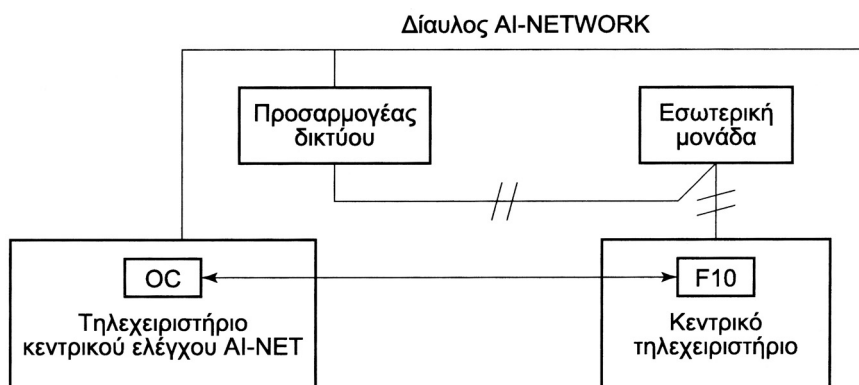 Δίαυλος AI-NETWORK
Προσαρμογέας
δικτύου
Εσωτερική
μονάδα
OC
Τηλεχειριστήριο
κεντρικού ελέγχου AI-NET
F10
Κεντρικό
τηλεχειριστήριο